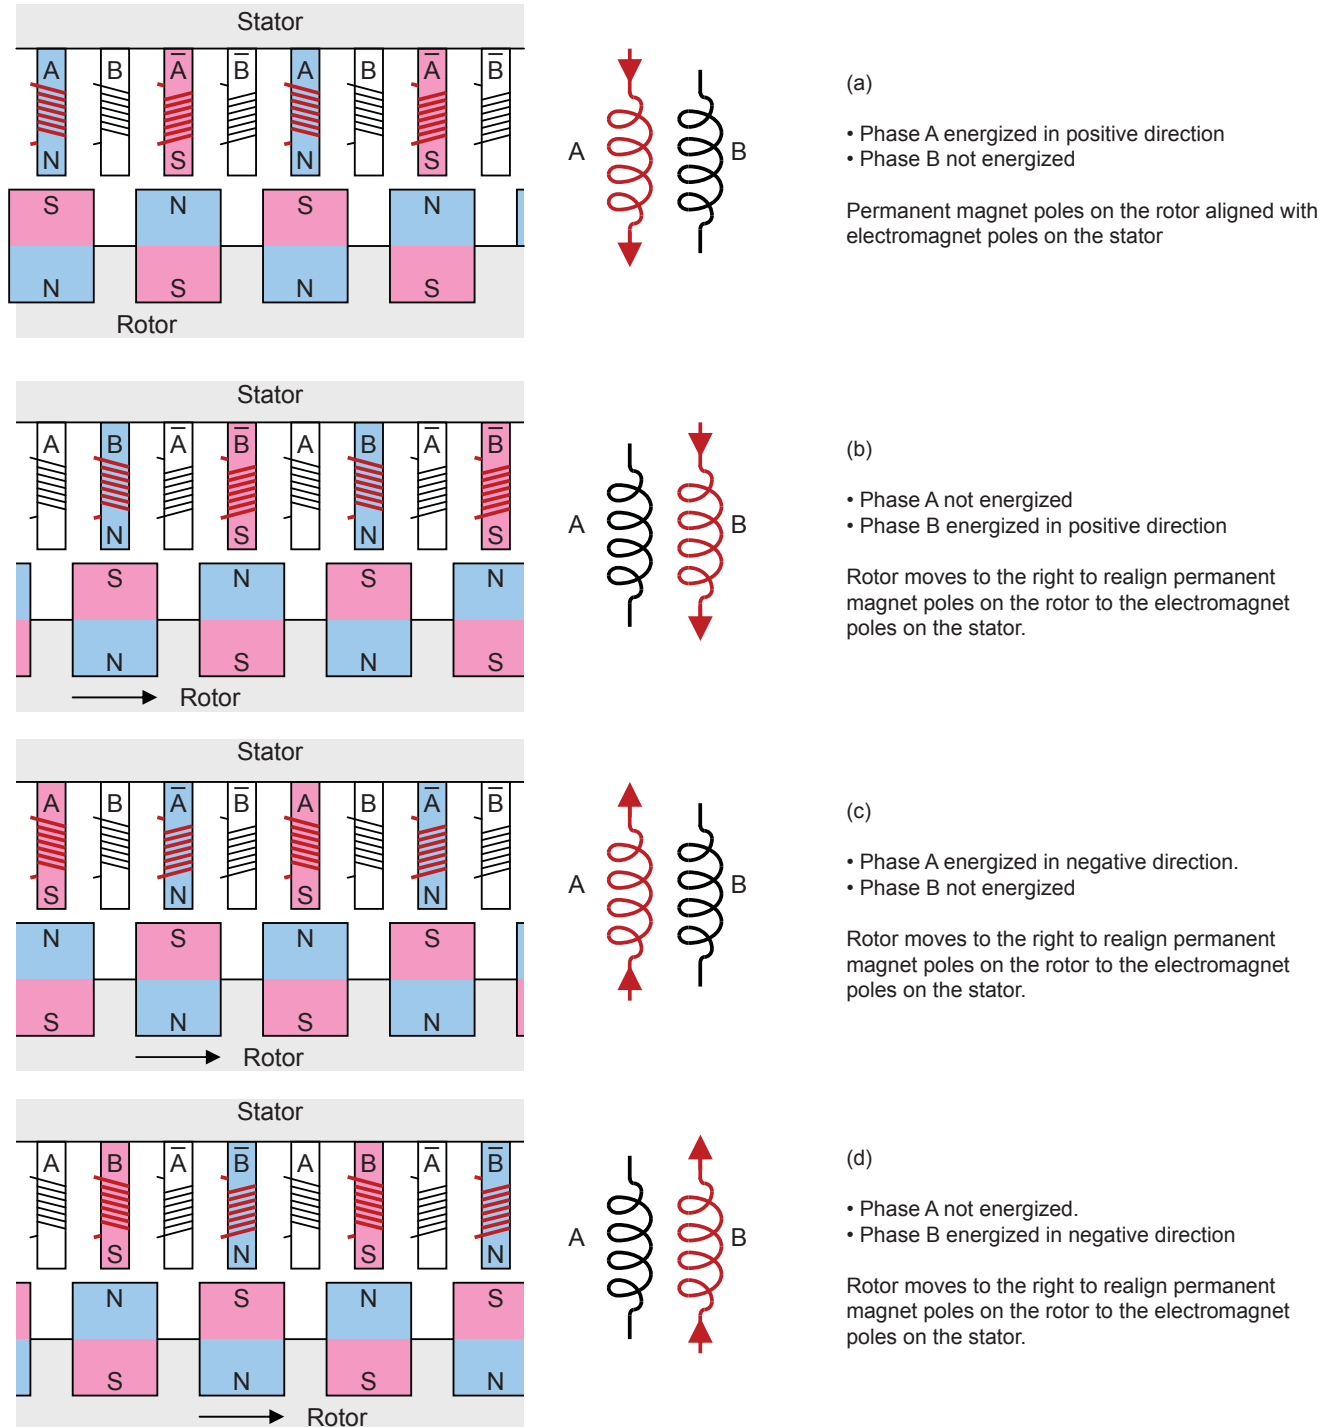 Stator
A B A̅ B̅ A B A̅ B̅
N S N S
S N S N
N S N S
Rotor
A B
(a)
• Phase A energized in positive direction
• Phase B not energized
Permanent magnet poles on the rotor aligned with
electromagnet poles on the stator
Stator
A B A̅ B̅ A B A̅ B̅
N S N S
S N S N
N S N S
Rotor
A B
(b)
• Phase A not energized
• Phase B energized in positive direction
Rotor moves to the right to realign permanent
magnet poles on the rotor to the electromagnet
poles on the stator.
Stator
A B A̅ B̅ A B A̅ B̅
S N S N
N S N S
S N S N
Rotor
A B
(c)
• Phase A energized in negative direction.
• Phase B not energized
Rotor moves to the right to realign permanent
magnet poles on the rotor to the electromagnet
poles on the stator.
Stator
A B A̅ B̅ A B A̅ B̅
S N S N
N S N S
S N S N
Rotor
A B
(d)
• Phase A not energized.
• Phase B energized in negative direction
Rotor moves to the right to realign permanent
magnet poles on the rotor to the electromagnet
poles on the stator.